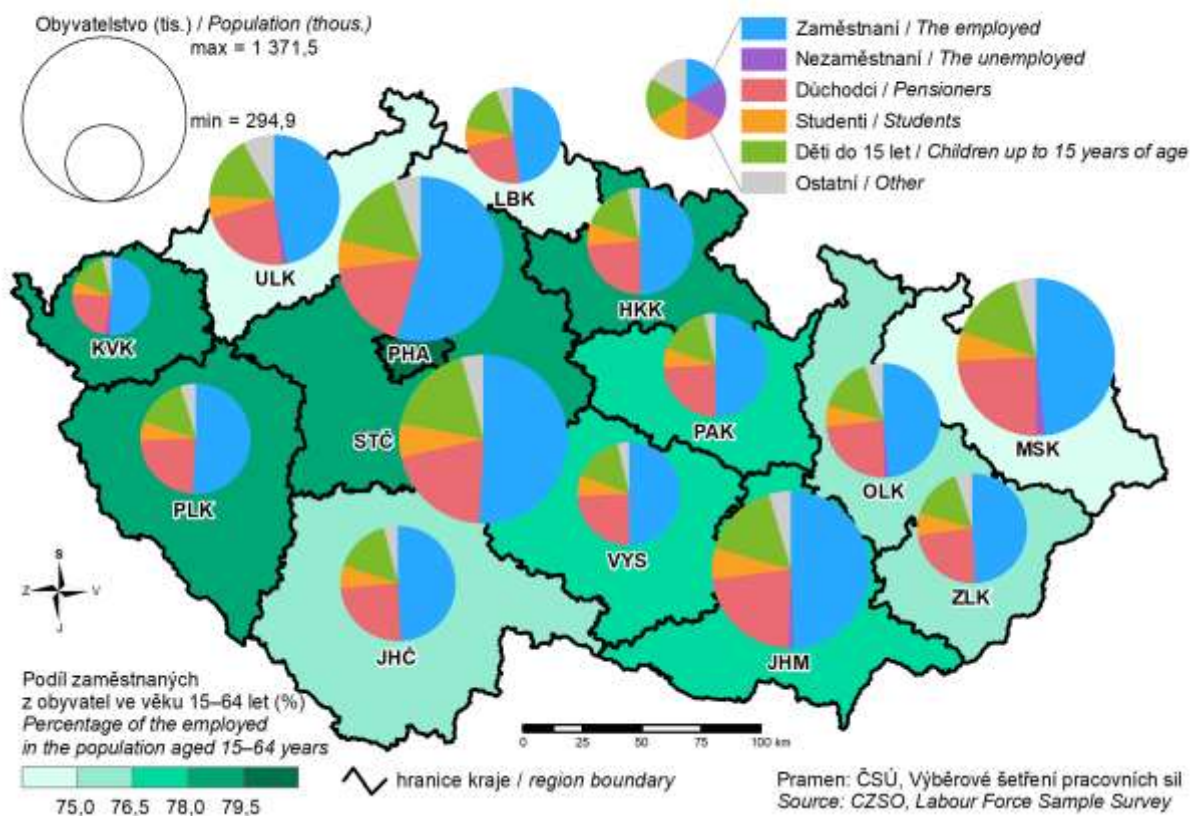 Obyvatelstvo (tis.) / Population (thous.)
max = 1 371,5
min = 294,9
Zaměstnaní / The employed
Nezaměstnaní / The unemployed
Důchodci / Pensioners
Studenti / Students
Děti do 15 let / Children up to 15 years of age
Ostatní / Other
LBK
ULK
HKK
KVK
PHA
STČ
PAK
MSK
OLK
PLK
VYS
ZLK
JHČ
JHM
S
Z
V
J
Podíl zaměstnaných
z obyvatel ve věku 15–64 let (%)
Percentage of the employed
in the population aged 15–64 years
75,0 76,5 78,0 79,5
0 25 50 75 100 km
hranice kraje / region boundary
Pramen: ČSÚ, Výběrové šetření pracovních sil
Source: CZSO, Labour Force Sample Survey